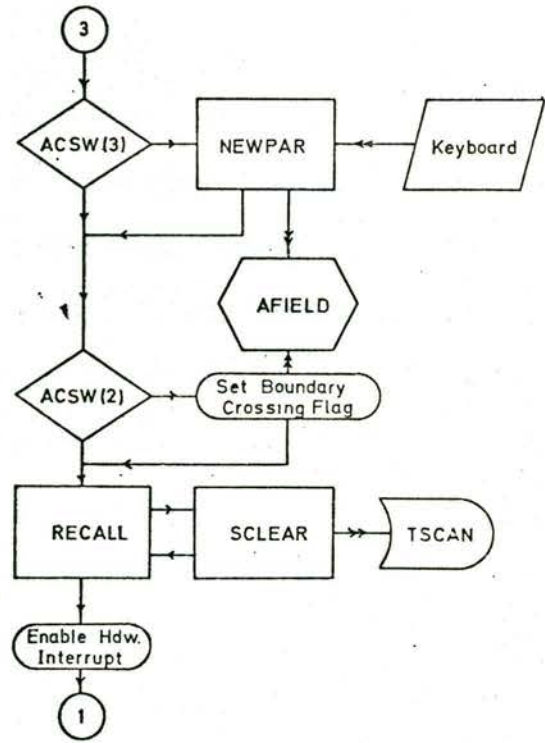 3
ACSW(3)
NEWPAR
Keyboard
AFIELD
ACSW(2)
Set Boundary
Crossing Flag
RECALL
SCLEAR
TSCAN
Enable Hdw.
Interrupt
1